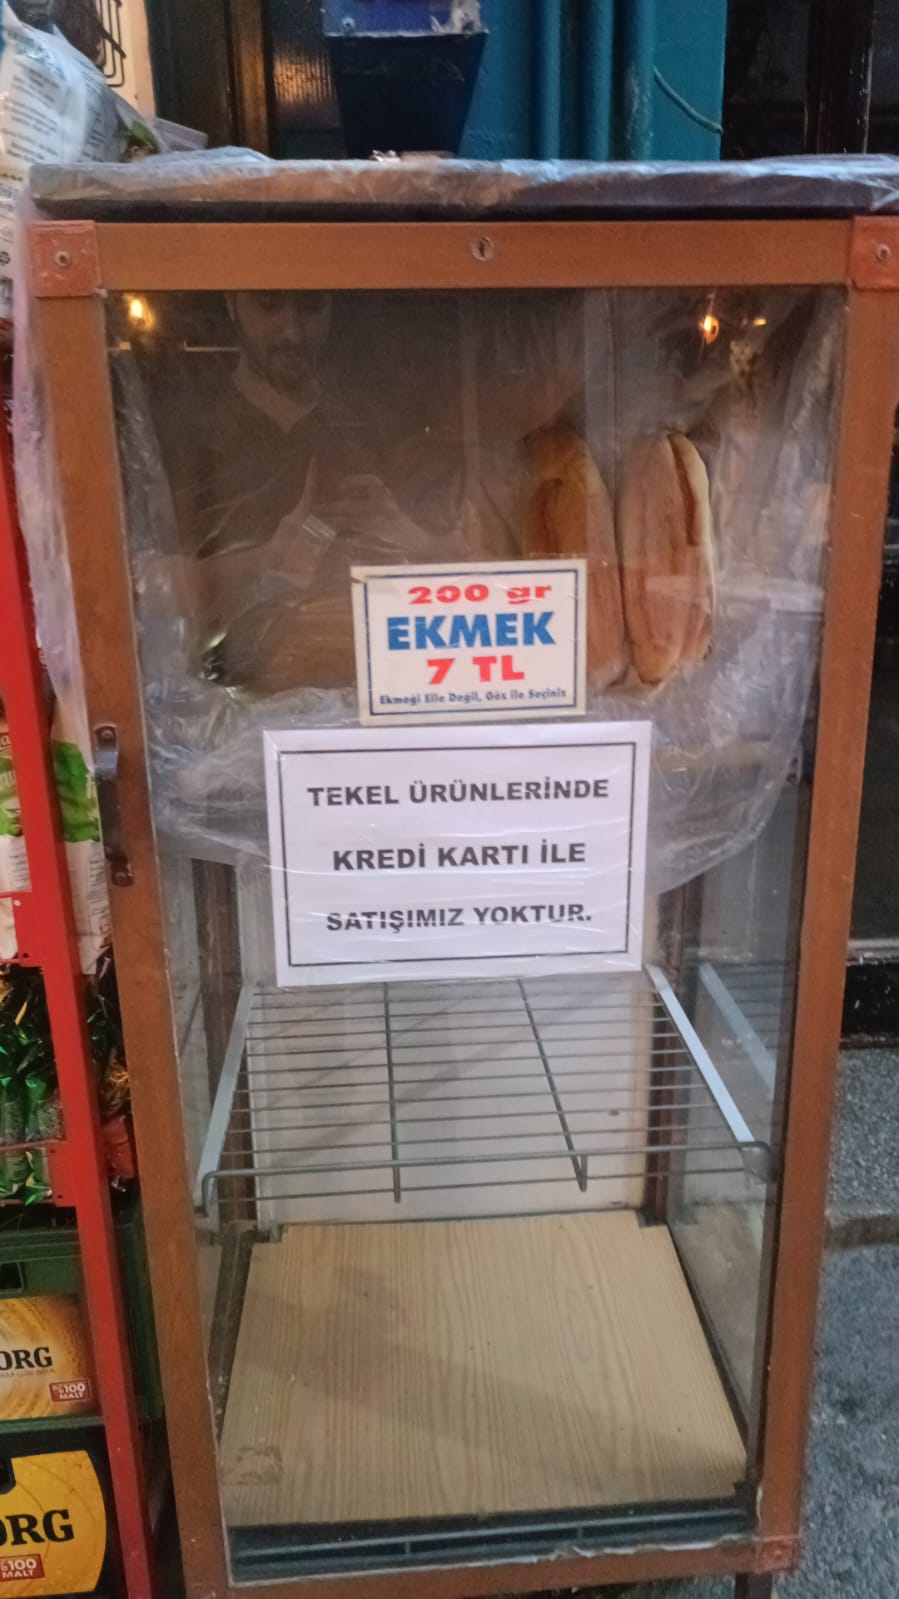 200 gr
EKMEK
7 TL
Ekmeği Elle Değil, Göz ile Seçiniz
TEKEL ÜRÜNLERİNDE
KREDİ KARTI İLE
SATIŞIMIZ YOKTUR.
ORG
%100
MALT
ORG
%100
MALT